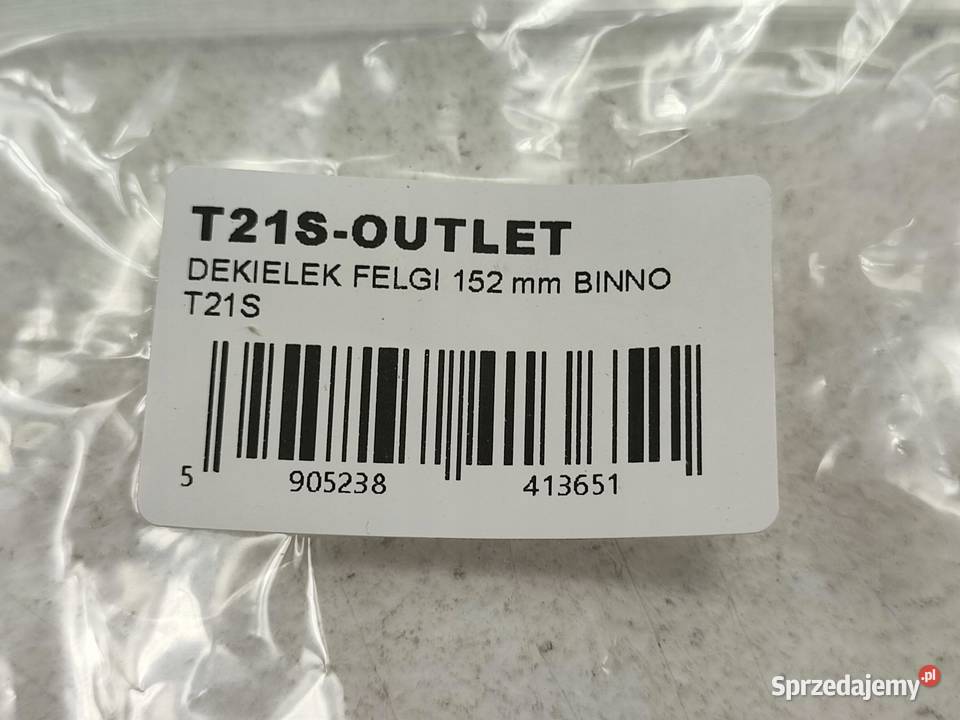 T21S-OUTLET
DEKIELEK FELGI 152 mm BINNO
T21S
5 905238 413651
Sprzedajemy.pl